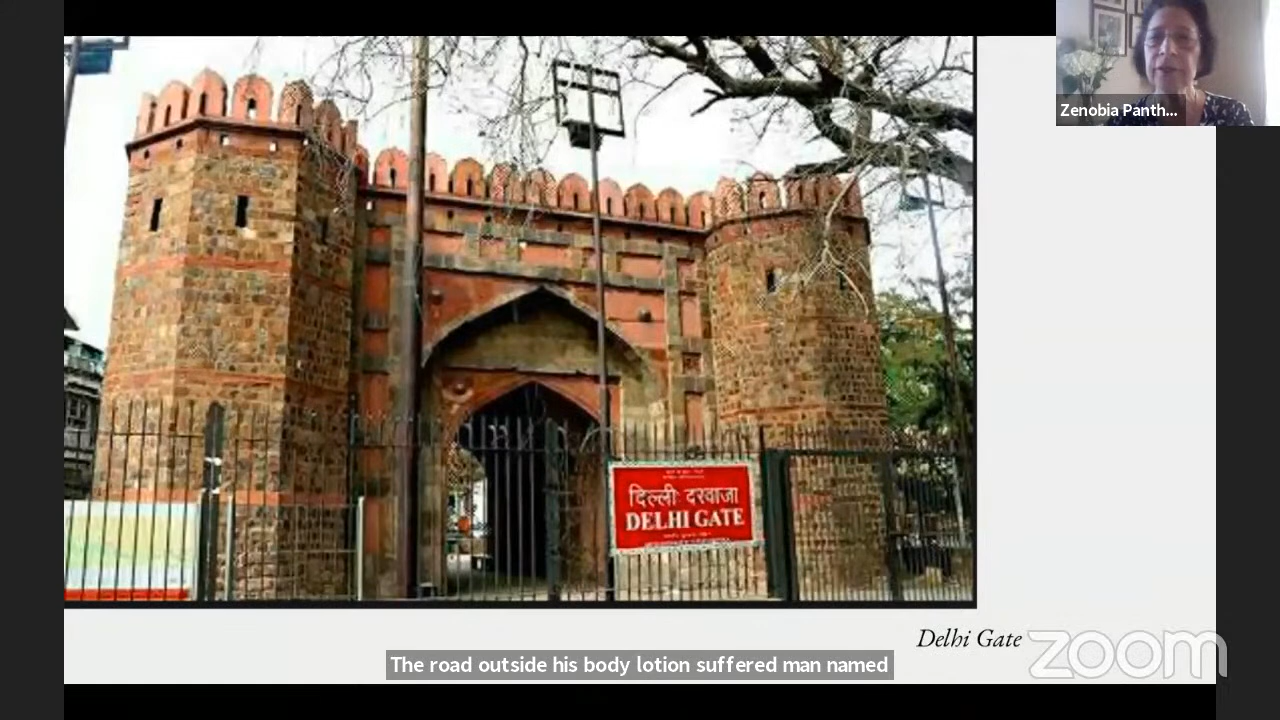 Zenobia Panth...
दिल्ली दरवाजा
DELHI GATE
Delhi Gate
zoom
The road outside his body lotion suffered man named